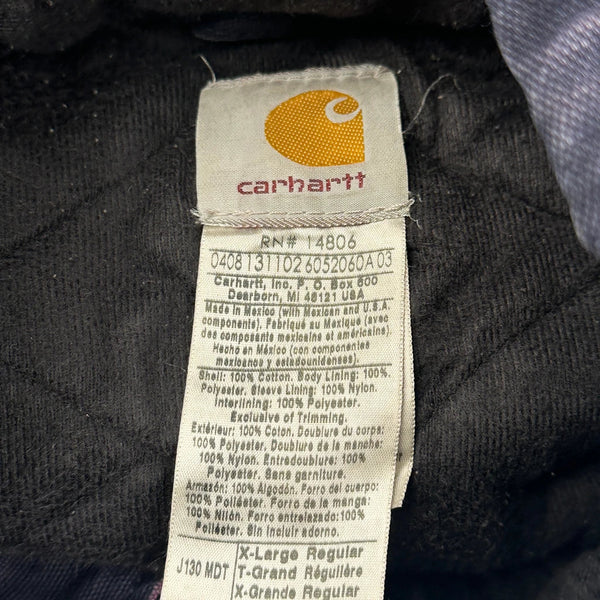 carhartt
RN# 14806
0408 131102 6052060A 03
Carhartt, Inc. P. O. Box 600
Dearborn, MI 48121 USA
Made in Mexico (with Mexican and U.S.A.
components). Fabriqué au Mexique (avec
des composants mexicains et américains).
Hecho en México (con componentes
mexicanos y estadounidenses).
Shell: 100% Cotton. Body Lining: 100%
Polyester. Sleeve Lining: 100% Nylon.
Interlining: 100% Polyester.
Exclusive of Trimming.
Extérieur: 100% Coton. Doublure du corps:
100% Polyester. Doublure de la manche:
100% Nylon. Entredoublure: 100%
Polyester. Sans garniture.
Armazón: 100% Algodón. Forro del cuerpo:
100% Poliéster. Forro de la manga:
100% Nilón. Forro entrelazado: 100%
Poliéster. Sin incluir adorno.
J130 MDT
X-Large Regular
T-Grand Régulière
X-Grande Regular